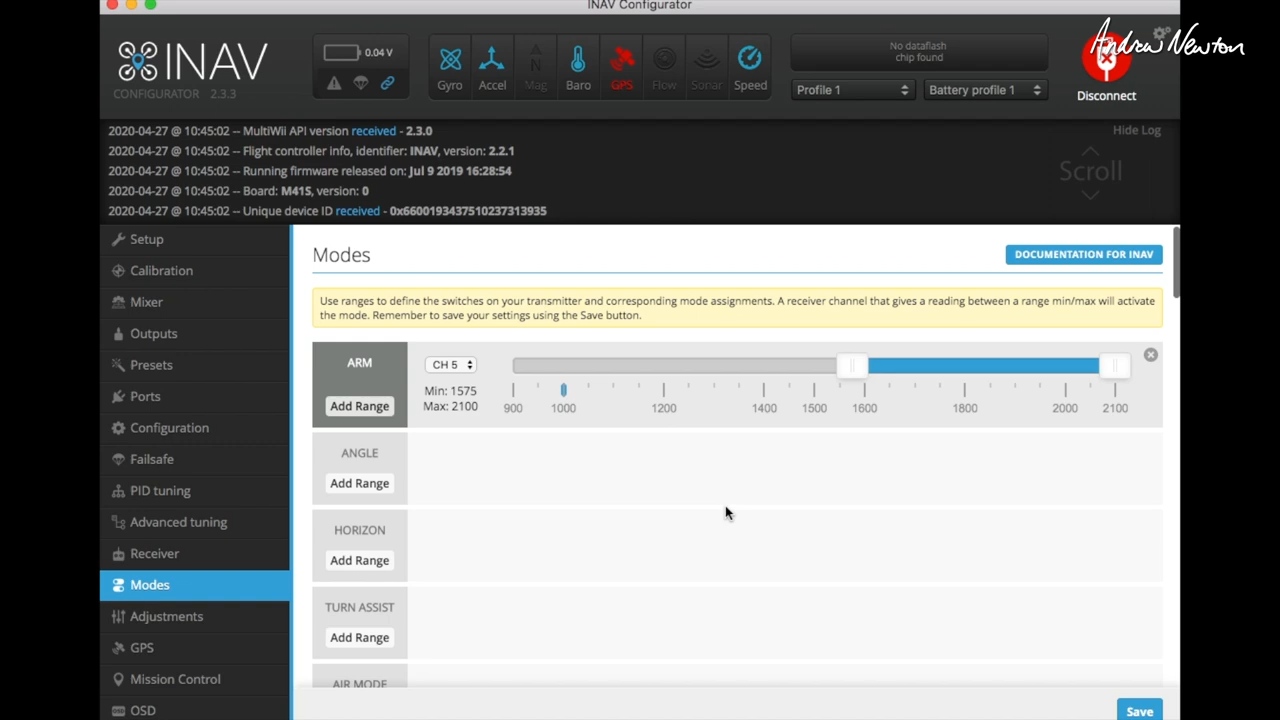 INAV Configurator
Andrew Newton
INAV
CONFIGURATOR 2.3.3
0.04 V
Gyro Accel Mag Baro GPS Flow Sonar Speed
No dataflash
chip found
Profile 1
Battery profile 1
Disconnect
2020-04-27 @ 10:45:02 -- MultiWii API version received - 2.3.0
Hide Log
2020-04-27 @ 10:45:02 -- Flight controller info, identifier: INAV, version: 2.2.1
2020-04-27 @ 10:45:02 -- Running firmware released on: Jul 9 2019 16:28:54
Scroll
2020-04-27 @ 10:45:02 -- Board: M41S, version: 0
2020-04-27 @ 10:45:02 -- Unique device ID received - 0x6600193437510237313935
Setup
Calibration
Mixer
Outputs
Presets
Ports
Configuration
Failsafe
PID tuning
Advanced tuning
Receiver
Modes
Adjustments
GPS
Mission Control
OSD
Modes
DOCUMENTATION FOR INAV
Use ranges to define the switches on your transmitter and corresponding mode assignments. A receiver channel that gives a reading between a range min/max will activate
the mode. Remember to save your settings using the Save button.
ARM
Add Range
CH 5
Min: 1575
Max: 2100
900 1000 1200 1400 1500 1600 1800 2000 2100
ANGLE
Add Range
HORIZON
Add Range
TURN ASSIST
Add Range
AIR MODE
Save